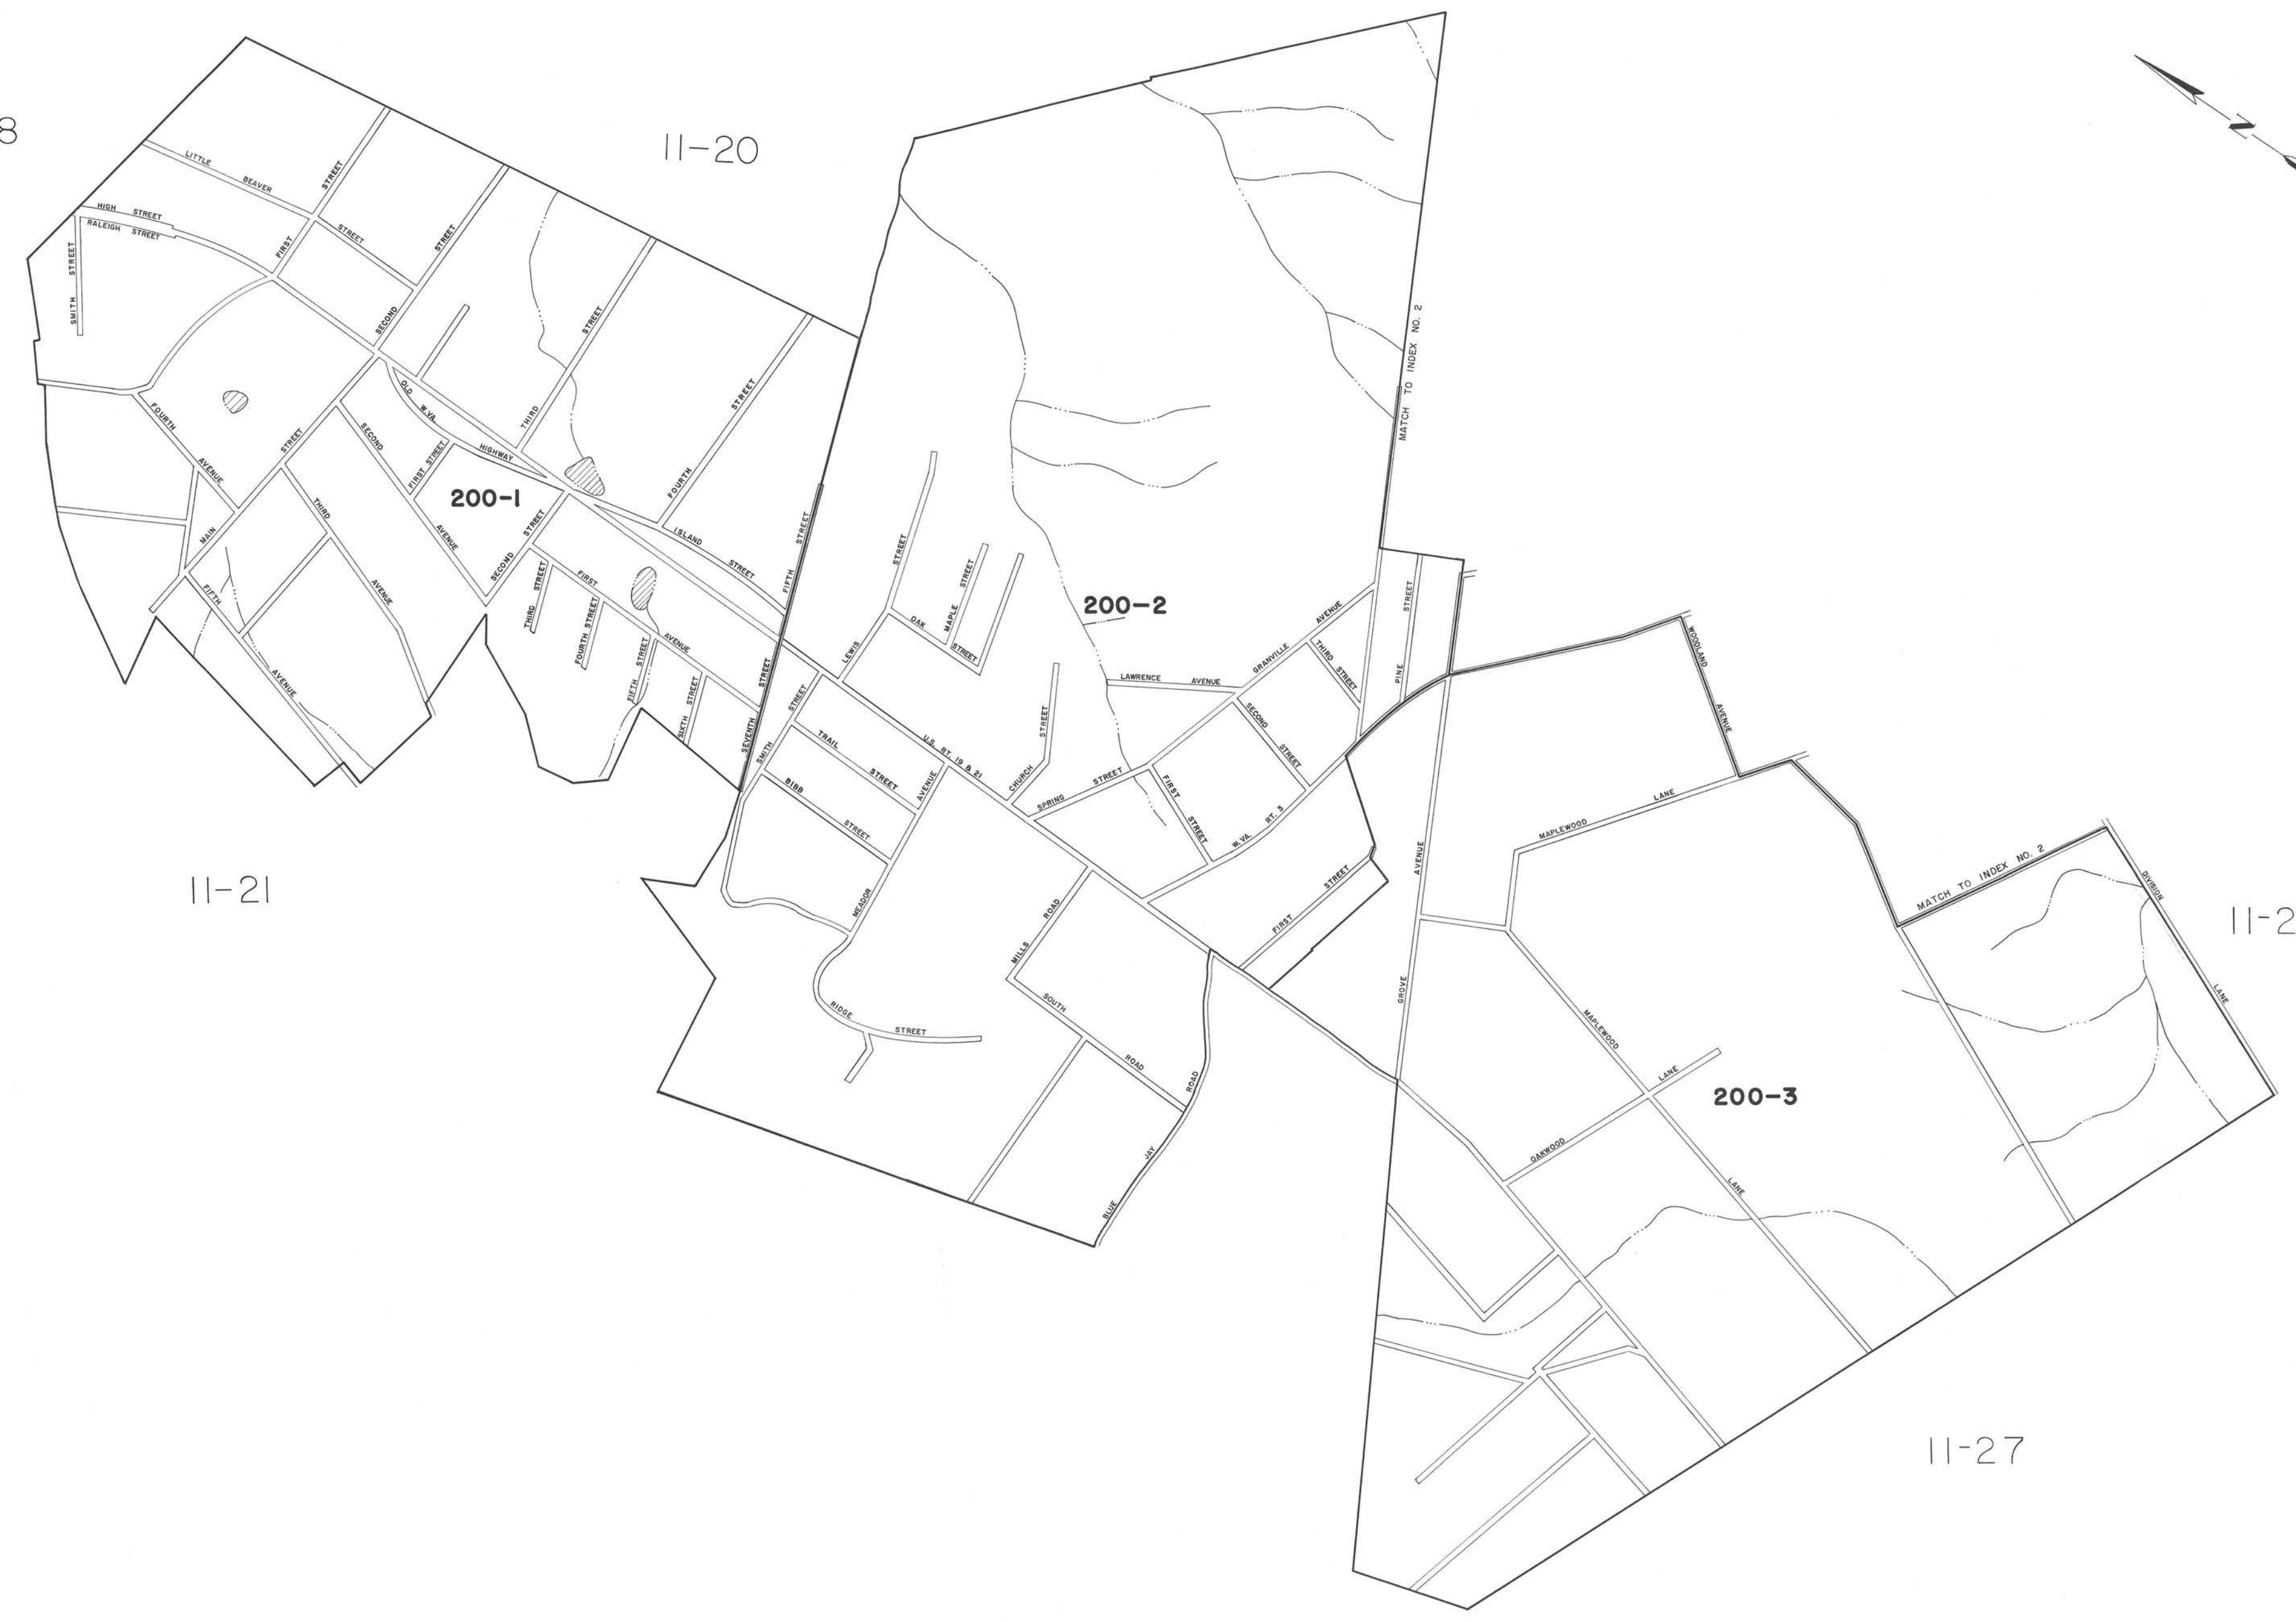 8
11-20
N
LITTLE BEAVER STREET
HIGH STREET
RALEIGH STREET
SMITH STREET
FIRST STREET
SECOND STREET
THIRD STREET
FOURTH STREET
OLD W.VA. HIGHWAY
FOURTH AVENUE
MAIN STREET
SECOND AVENUE
FIRST STREET
200-1
THIRD AVENUE
SECOND STREET
FIFTH AVENUE
ISLAND STREET
FIFTH STREET
FIRST AVENUE
THIRD STREET
FOURTH STREET
FIFTH STREET
SIXTH STREET
SEVENTH STREET
11-21
LEWIS STREET
OAK STREET
MAPLE STREET
200-2
MATCH TO INDEX NO. 2
LAWRENCE AVENUE
GRANVILLE AVENUE
THIRD STREET
PINE STREET
SECOND STREET
FIRST STREET
SPRING STREET
CHURCH STREET
W.VA. RT. 3
U.S. RT. 19 & 21
SMITH STREET
TRAIL STREET
BIBB STREET
MEADOR AVENUE
RIDGE STREET
MILLS ROAD
SOUTH ROAD
BLUE JAY ROAD
FIRST STREET
GROVE AVENUE
WOODLAND AVENUE
MAPLEWOOD LANE
MATCH TO INDEX NO. 2
DIVISION LANE
11-2
MAPLEWOOD LANE
OAKWOOD LANE
200-3
11-27